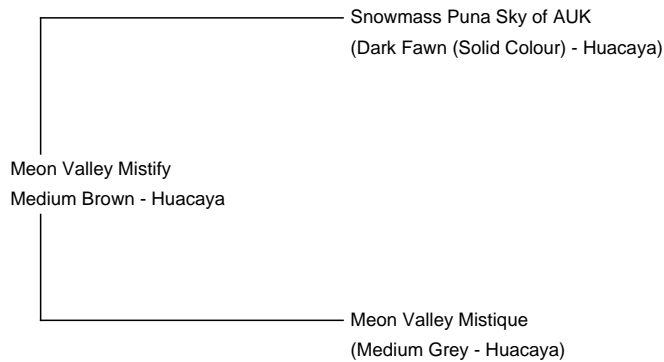 Snowmass Puna Sky of AUK
(Dark Fawn (Solid Colour) - Huacaya)
Meon Valley Mistify
Medium Brown - Huacaya
Meon Valley Mistique
(Medium Grey - Huacaya)